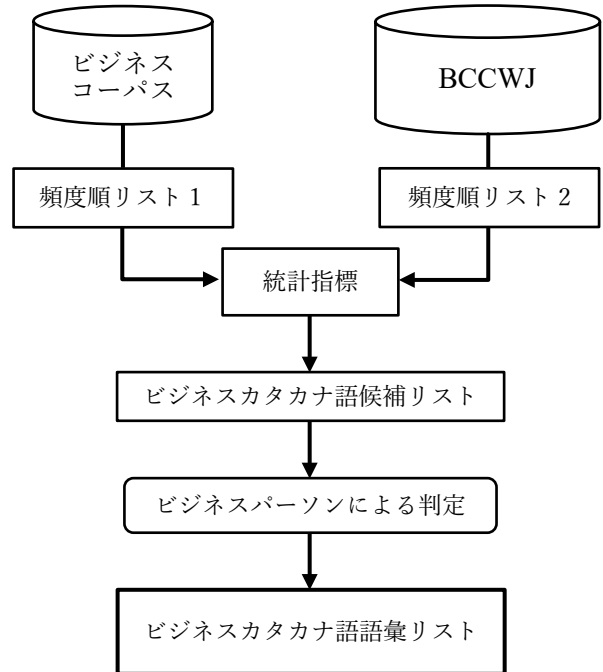 ビジネス
コーパス
BCCWJ
頻度順リスト1
頻度順リスト2
統計指標
ビジネスカタカナ語候補リスト
ビジネスパーソンによる判定
ビジネスカタカナ語語彙リスト